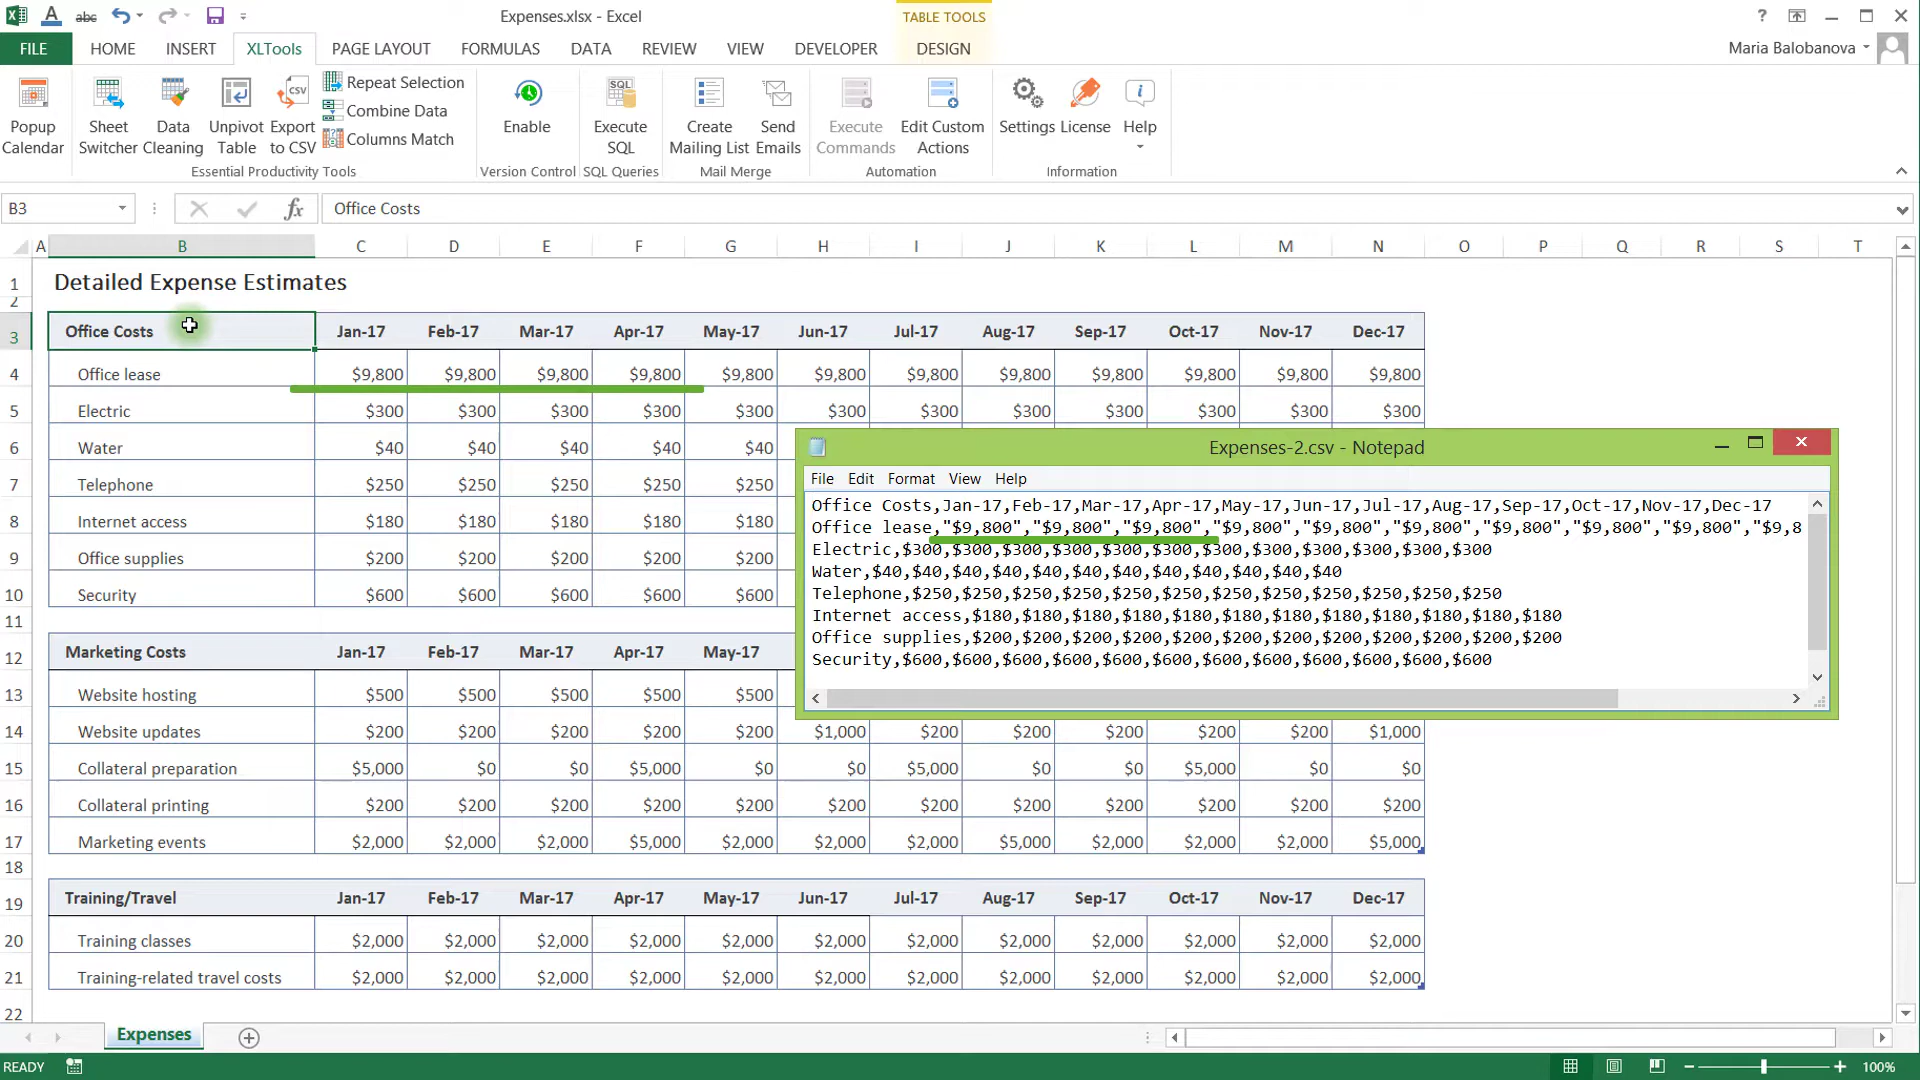 abc Expenses.xlsx - Excel TABLE TOOLS ?
FILE HOME INSERT XLTools PAGE LAYOUT FORMULAS DATA REVIEW VIEW DEVELOPER DESIGN Maria Balobanova
Popup Calendar
Sheet Switcher
Data Cleaning
Unpivot Table
CSV
Export to CSV
Repeat Selection
Combine Data
Columns Match
Essential Productivity Tools
Enable
Version Control
SQL
Execute SQL
SQL Queries
Create Mailing List
Send Emails
Mail Merge
Execute Commands
Edit Custom Actions
Automation
Settings
License
Help
Information
B3 fx Office Costs
A B C D E F G H I J K L M N O P Q R S T
1 Detailed Expense Estimates
2
3 Office Costs Jan-17 Feb-17 Mar-17 Apr-17 May-17 Jun-17 Jul-17 Aug-17 Sep-17 Oct-17 Nov-17 Dec-17
4 Office lease $9,800 $9,800 $9,800 $9,800 $9,800 $9,800 $9,800 $9,800 $9,800 $9,800 $9,800 $9,800
5 Electric $300 $300 $300 $300 $300 $300 $300 $300 $300 $300 $300 $300
6 Water $40 $40 $40 $40 $40
7 Telephone $250 $250 $250 $250 $250
8 Internet access $180 $180 $180 $180 $180
9 Office supplies $200 $200 $200 $200 $200
10 Security $600 $600 $600 $600 $600
11
12 Marketing Costs Jan-17 Feb-17 Mar-17 Apr-17 May-17
13 Website hosting $500 $500 $500 $500 $500
14 Website updates $200 $200 $200 $200 $200 $1,000 $200 $200 $200 $200 $200 $1,000
15 Collateral preparation $5,000 $0 $0 $5,000 $0 $0 $5,000 $0 $0 $5,000 $0 $0
16 Collateral printing $200 $200 $200 $200 $200 $200 $200 $200 $200 $200 $200 $200
17 Marketing events $2,000 $2,000 $2,000 $5,000 $2,000 $2,000 $2,000 $5,000 $2,000 $2,000 $2,000 $5,000
18
19 Training/Travel Jan-17 Feb-17 Mar-17 Apr-17 May-17 Jun-17 Jul-17 Aug-17 Sep-17 Oct-17 Nov-17 Dec-17
20 Training classes $2,000 $2,000 $2,000 $2,000 $2,000 $2,000 $2,000 $2,000 $2,000 $2,000 $2,000 $2,000
21 Training-related travel costs $2,000 $2,000 $2,000 $2,000 $2,000 $2,000 $2,000 $2,000 $2,000 $2,000 $2,000 $2,000
22
Expenses-2.csv - Notepad
File Edit Format View Help
Office Costs,Jan-17,Feb-17,Mar-17,Apr-17,May-17,Jun-17,Jul-17,Aug-17,Sep-17,Oct-17,Nov-17,Dec-17
Office lease,"$9,800","$9,800","$9,800","$9,800","$9,800","$9,800","$9,800","$9,800","$9,800","$9,8
Electric,$300,$300,$300,$300,$300,$300,$300,$300,$300,$300,$300,$300
Water,$40,$40,$40,$40,$40,$40,$40,$40,$40,$40,$40,$40
Telephone,$250,$250,$250,$250,$250,$250,$250,$250,$250,$250,$250,$250
Internet access,$180,$180,$180,$180,$180,$180,$180,$180,$180,$180,$180,$180
Office supplies,$200,$200,$200,$200,$200,$200,$200,$200,$200,$200,$200,$200
Security,$600,$600,$600,$600,$600,$600,$600,$600,$600,$600,$600,$600
Expenses
READY 100%